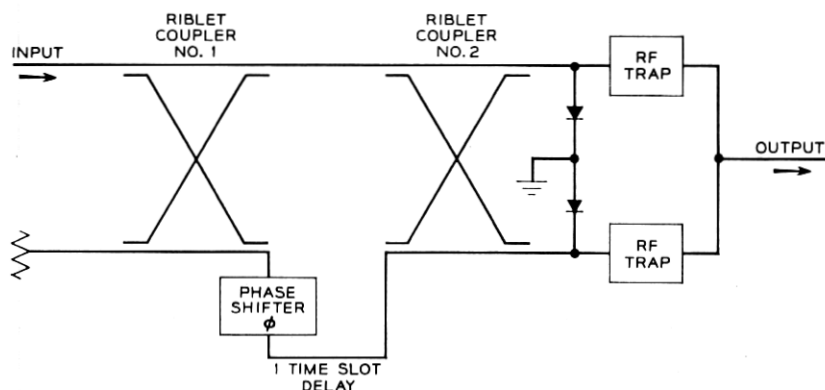 RIBLET
COUPLER
NO. 1
RIBLET
COUPLER
NO. 2
INPUT
RF
TRAP
OUTPUT
RF
TRAP
PHASE
SHIFTER
ϕ
1 TIME SLOT
DELAY